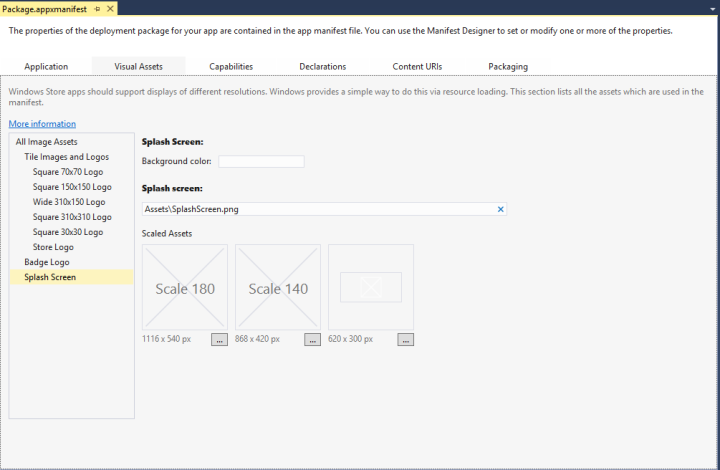 Package.appxmanifest
The properties of the deployment package for your app are contained in the app manifest file. You can use the Manifest Designer to set or modify one or more of the properties.
Application Visual Assets Capabilities Declarations Content URIs Packaging
Windows Store apps should support displays of different resolutions. Windows provides a simple way to do this via resource loading. This section lists all the assets which are used in the
manifest.
More information
All Image Assets
Tile Images and Logos
Square 70x70 Logo
Square 150x150 Logo
Wide 310x150 Logo
Square 310x310 Logo
Square 30x30 Logo
Store Logo
Badge Logo
Splash Screen
Splash Screen:
Background color:
Splash screen:
Assets\SplashScreen.png
Scaled Assets
Scale 180
Scale 140
1116 x 540 px ... 868 x 420 px ... 620 x 300 px ...